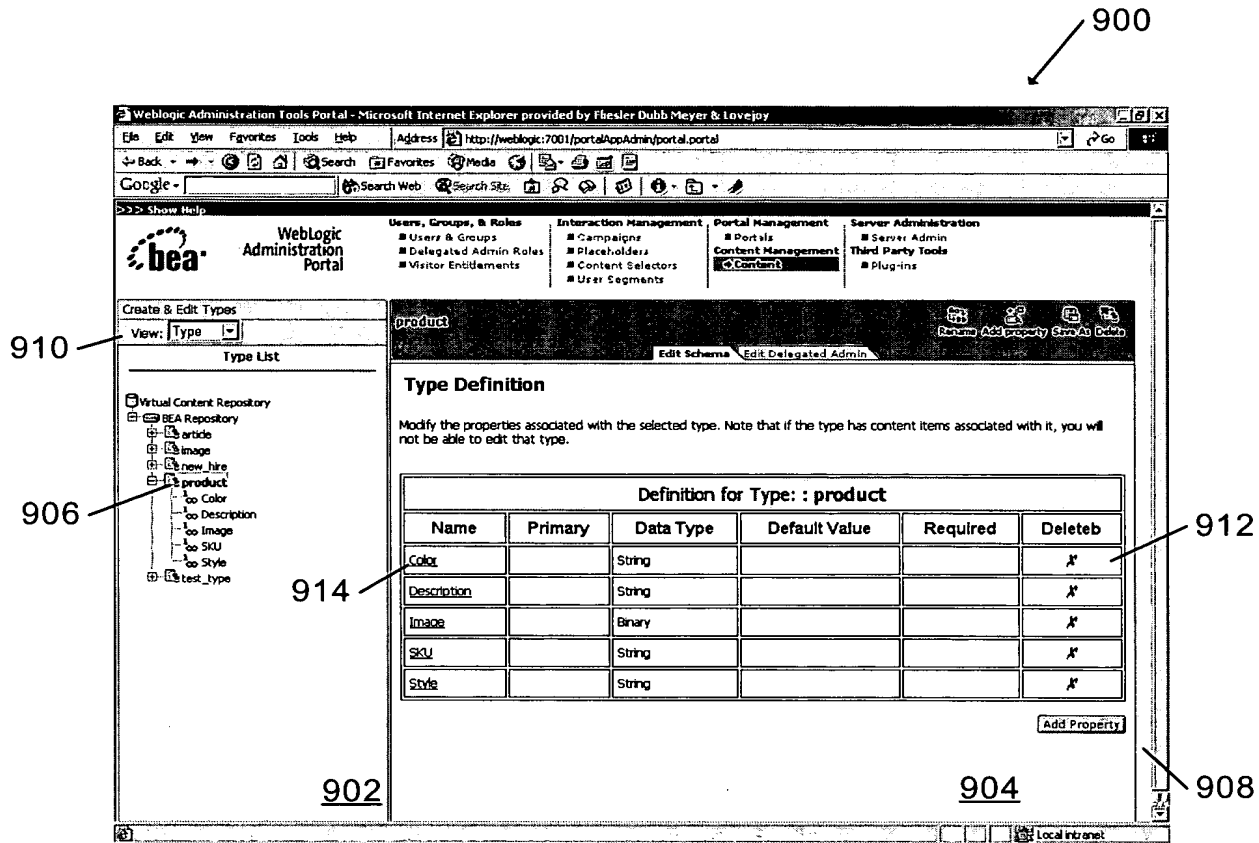 900
Weblogic Administration Tools Portal - Microsoft Internet Explorer provided by Fliesler Dubb Meyer & Lovejoy
File Edit View Favorites Tools Help Address http://weblogic:7001/portalAppAdmin/portal.portal Go
Back Search Favorites Media
Google Search Web Search Site
>>> Show Help
bea
WebLogic Administration Portal
Users, Groups, & Roles
Users & Groups
Delegated Admin Roles
Visitor Entitlements
Interaction Management
Campaigns
Placeholders
Content Selectors
User Segments
Portal Management
Portals
Content Management
Content
Server Administration
Server Admin
Third Party Tools
Plug-ins
Create & Edit Types
910
View: Type
Type List
Virtual Content Repository
BEA Repository
article
image
new_hire
906
product
Color
Description
Image
SKU
Style
test_type
902
product
Rename Add property Save As Delete
Edit Schema Edit Delegated Admin
Type Definition
Modify the properties associated with the selected type. Note that if the type has content items associated with it, you will
not be able to edit that type.
Definition for Type: : product
Name Primary Data Type Default Value Required Deleteb
912
914
Color String X
Description String X
Image Binary X
SKU String X
Style String X
Add Property
904
908
Local intranet